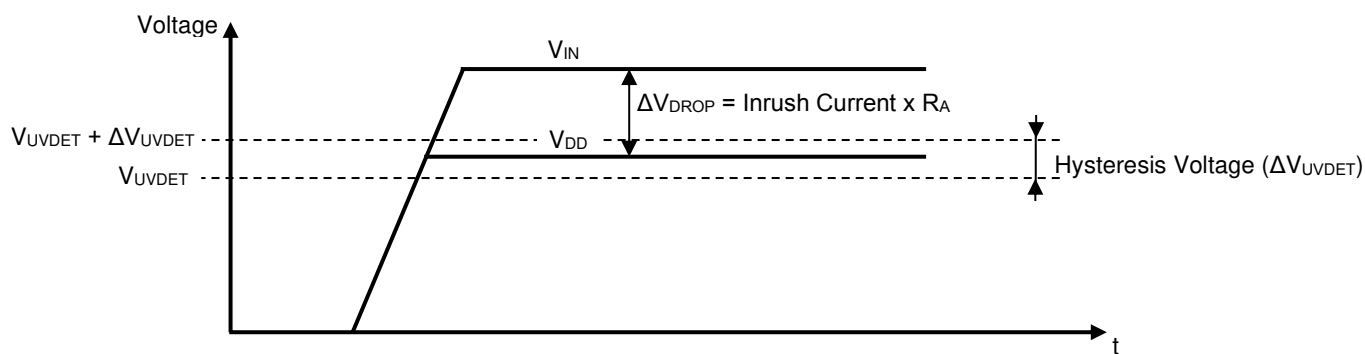 Voltage
VIN
ΔVDROP = Inrush Current x RA
VUVDET + ΔVUVDET
VDD
VUVDET
Hysteresis Voltage (ΔVUVDET)
t